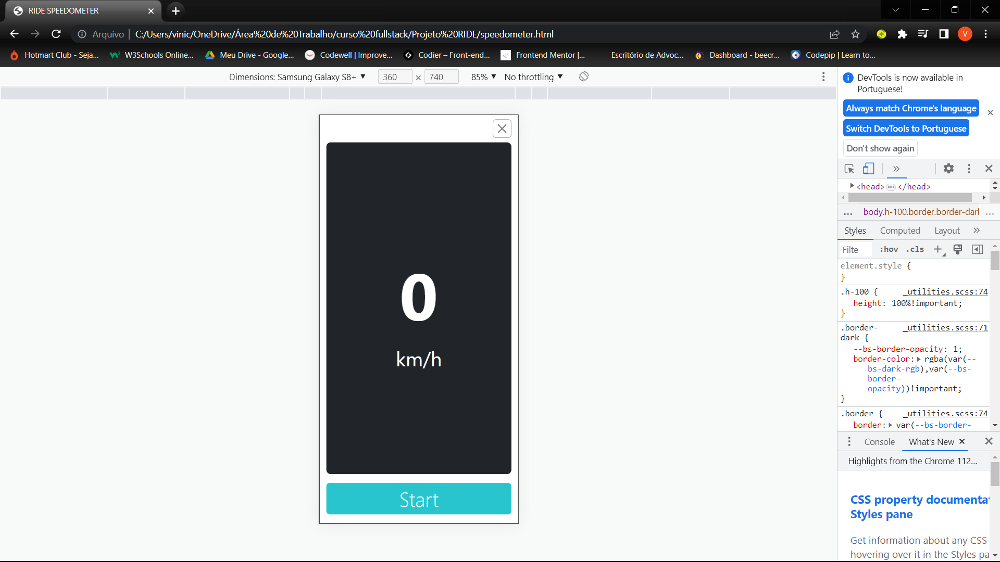 RIDE SPEEDOMETER
Arquivo | C:/Users/vinic/OneDrive/Área%20de%20Trabalho/curso%20fullstack/Projeto%20RIDE/speedometer.html
V
Hotmart Club - Seja... W3Schools Online... Meu Drive - Google... Codewell | Improve... Codier – Front-end... Frontend Mentor |... Escritório de Advoc... Dashboard - beecr... Codepip | Learn to...
Dimensions: Samsung Galaxy S8+ ▼ 360 × 740 85% ▼ No throttling ▼
DevTools is now available in
Portuguese!
Always match Chrome's language
Switch DevTools to Portuguese
Don't show again
<head> ... </head>
... body.h-100.border.border-dark ...
Styles Computed Layout »
Filte :hov .cls +
element.style {
}
.h-100 { _utilities.scss:74
height: 100%!important;
}
.border- _utilities.scss:71
dark {
--bs-border-opacity: 1;
border-color: rgba(var(--
bs-dark-rgb),var(--bs-
border-
opacity))!important;
}
.border { _utilities.scss:74
border: var(--bs-border-
Console What's New
Highlights from the Chrome 112...
CSS property documenta
Styles pane
Get information about any CSS
hovering over it in the Styles pa
0
km/h
Start